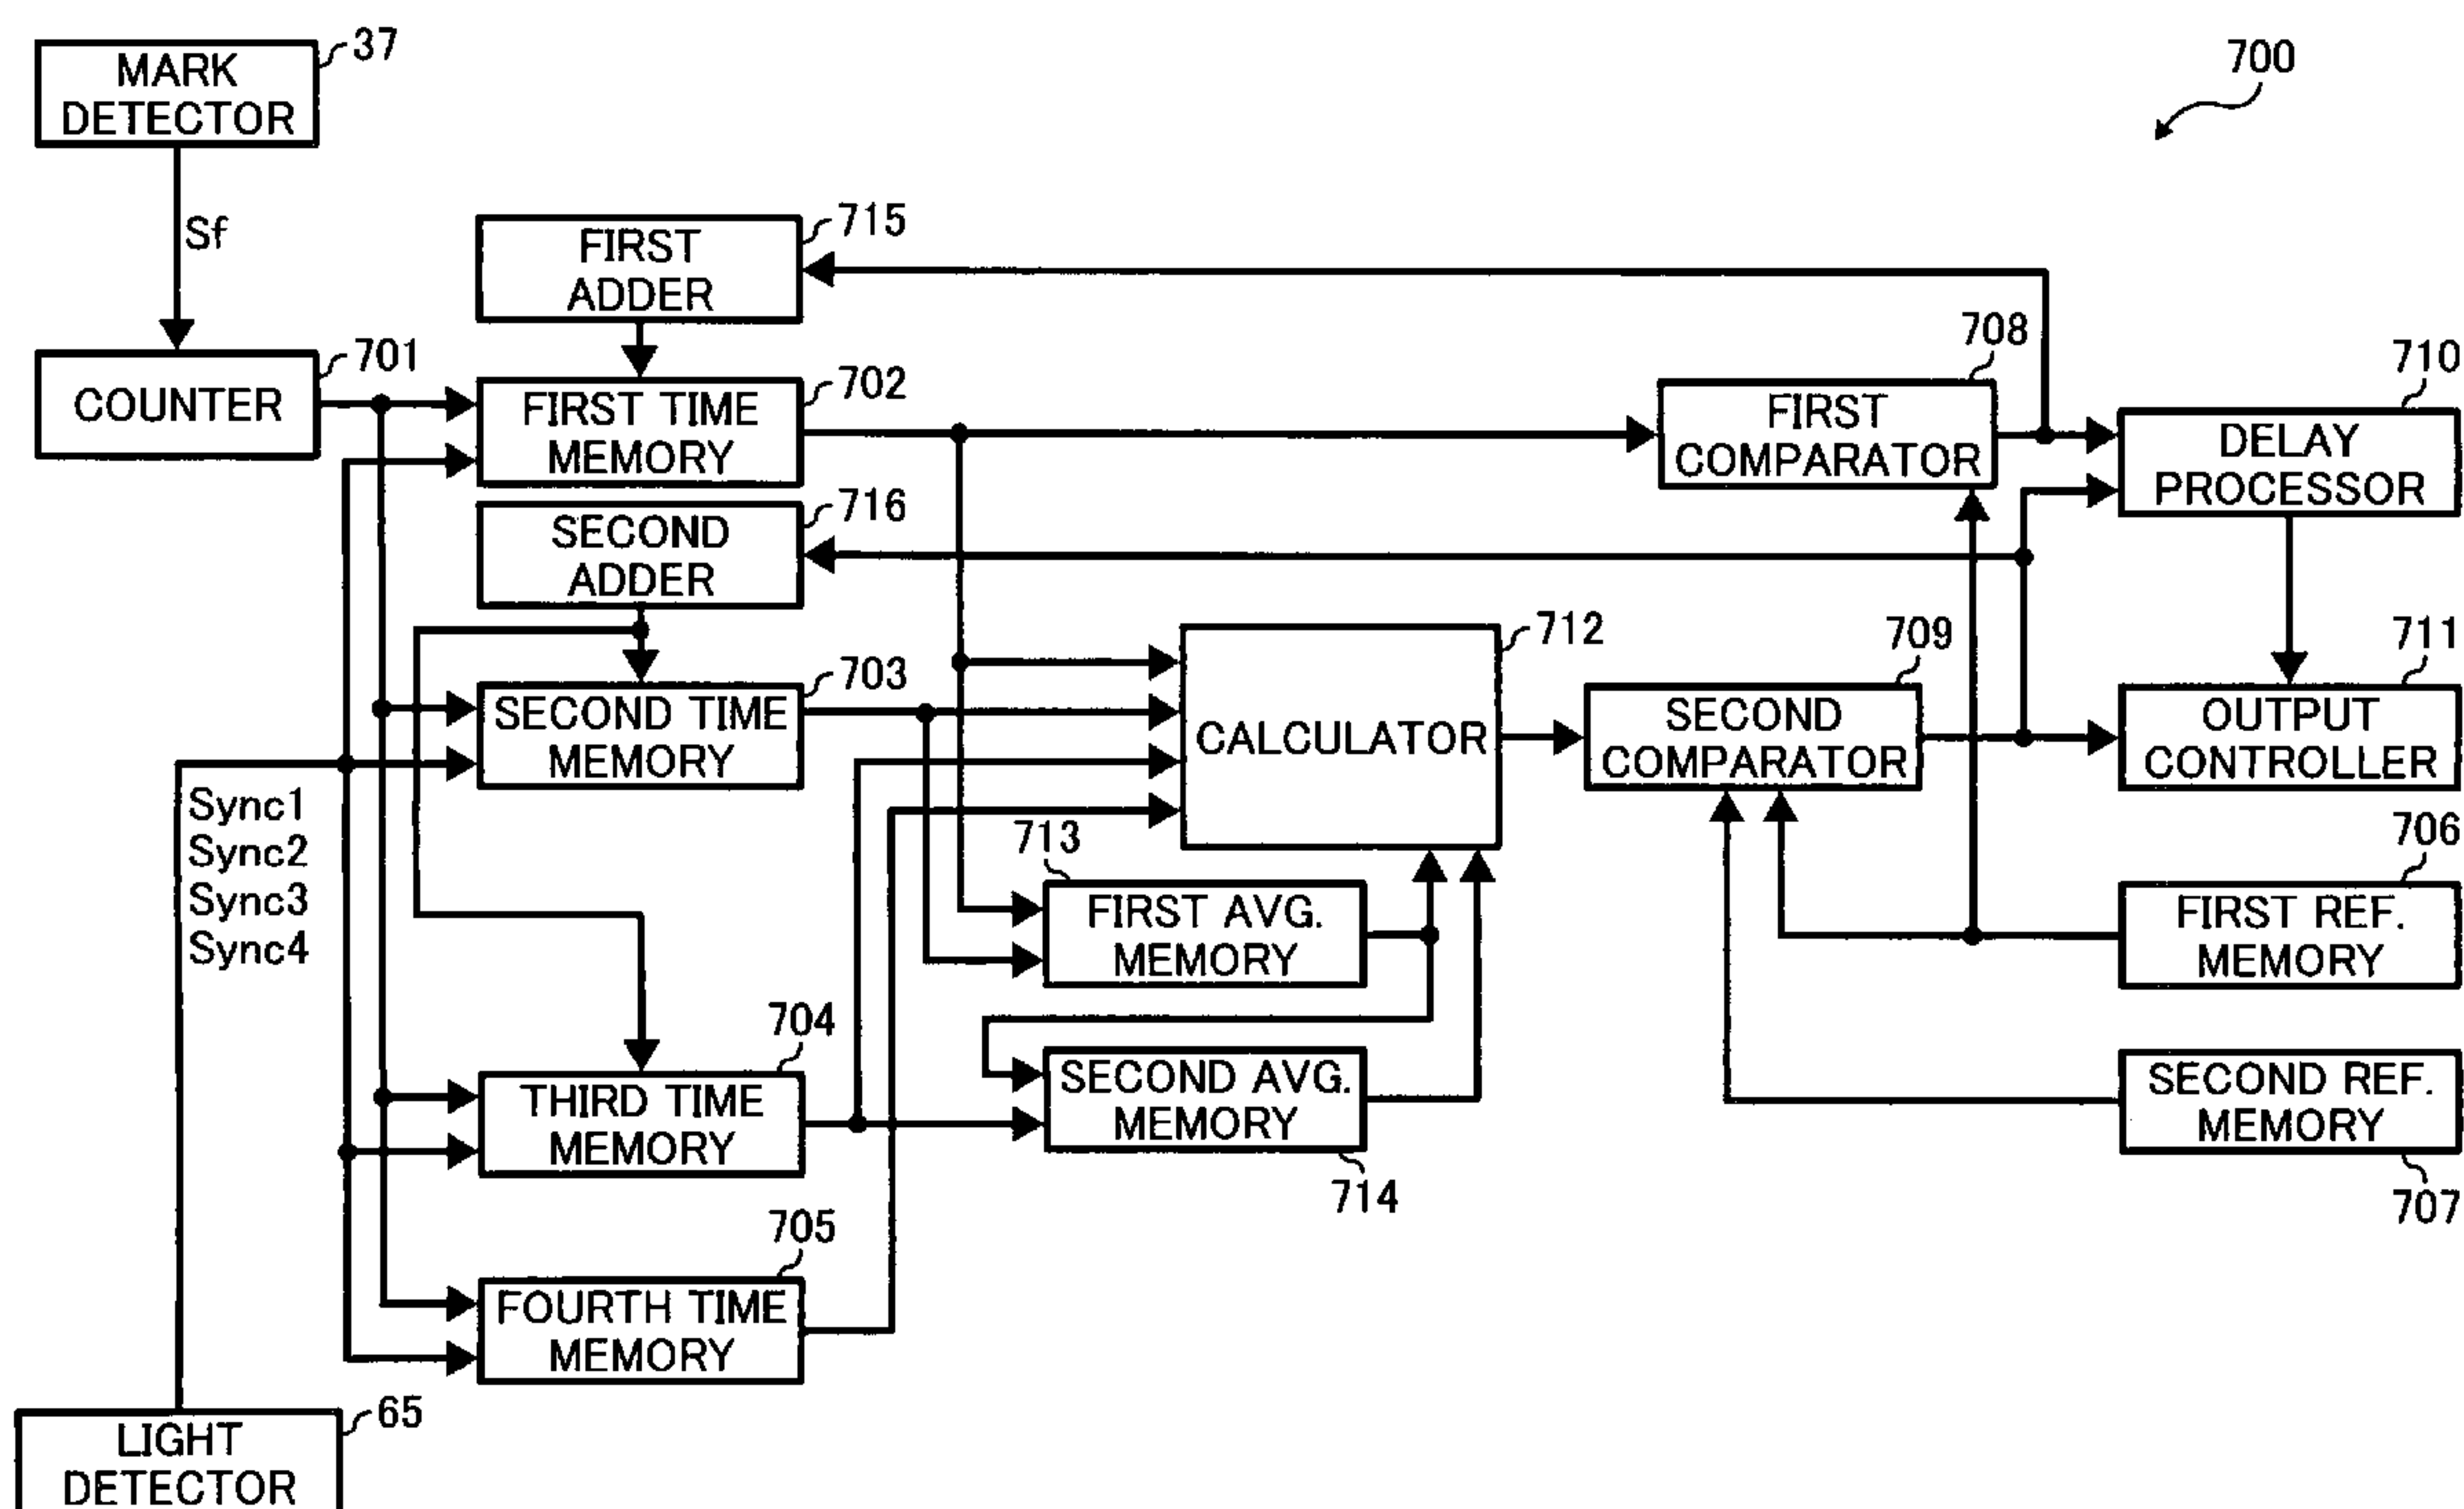 MARK
DETECTOR
37
700
Sf
FIRST
ADDER
715
COUNTER
701
FIRST TIME
MEMORY
702
FIRST
COMPARATOR
708
DELAY
PROCESSOR
710
SECOND
ADDER
716
SECOND TIME
MEMORY
703
CALCULATOR
712
SECOND
COMPARATOR
709
OUTPUT
CONTROLLER
711
Sync1
Sync2
Sync3
Sync4
713
FIRST AVG.
MEMORY
706
FIRST REF.
MEMORY
704
THIRD TIME
MEMORY
SECOND AVG.
MEMORY
714
SECOND REF.
MEMORY
707
705
FOURTH TIME
MEMORY
65
LIGHT
DETECTOR